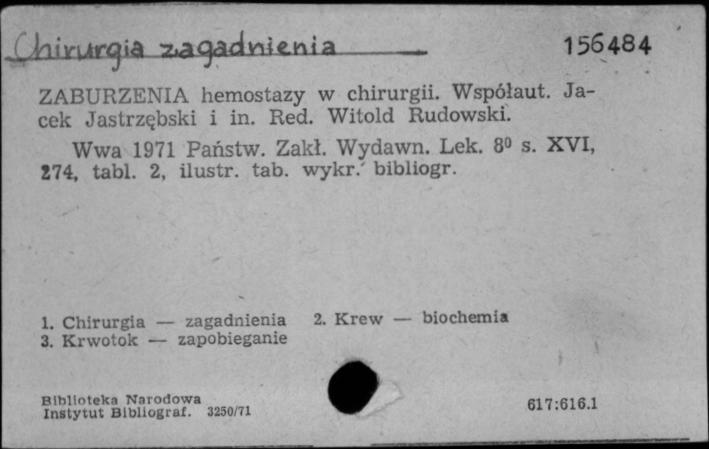 Chirurgia zagadnienia
156484
ZABURZENIA hemostazy w chirurgii. Współaut. Ja-
cek Jastrzębski i in. Red. Witold Rudowski.
Wwa 1971 Państw. Zakł. Wydawn. Lek. 8⁰ s. XVI,
274, tabl. 2, ilustr. tab. wykr. bibliogr.
1. Chirurgia — zagadnienia 2. Krew — biochemia
3. Krwotok — zapobieganie
Biblioteka Narodowa
Instytut Bibliograf. 3250/71
617:616.1